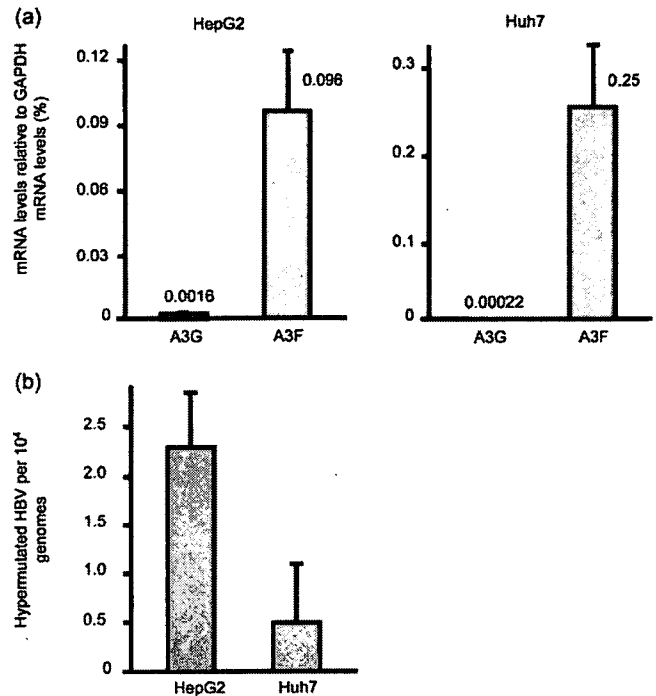 (a)
HepG2
mRNA levels relative to GAPDH
mRNA levels (%)
0.12
0.09
0.06
0.03
0
0.0016
0.096
A3G
A3F
Huh7
0.3
0.2
0.1
0
0.00022
0.25
A3G
A3F
(b)
Hypermutated HBV per 10⁴
genomes
2.5
2.0
1.5
1.0
0.5
0
HepG2
Huh7